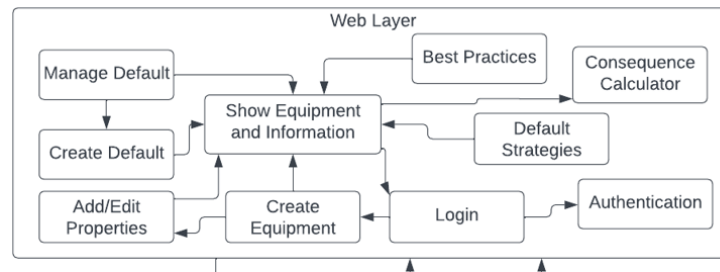 Web Layer
Manage Default
Best Practices
Consequence
Calculator
Show Equipment
and Information
Create Default
Default
Strategies
Add/Edit
Properties
Create
Equipment
Login
Authentication